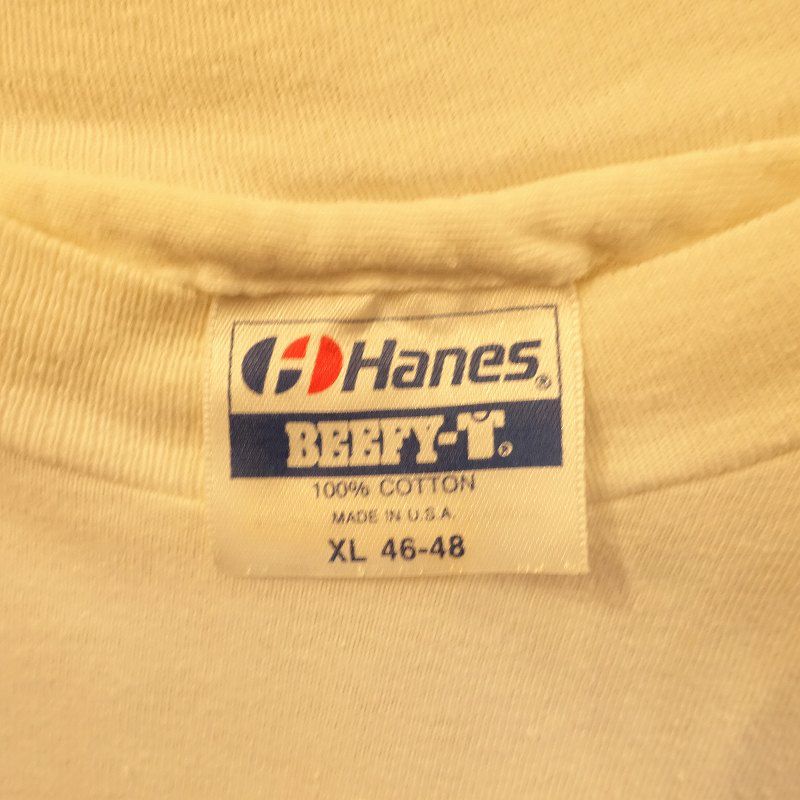 Hanes®
BEEFY-T®
100% COTTON
MADE IN U.S.A.
XL 46-48